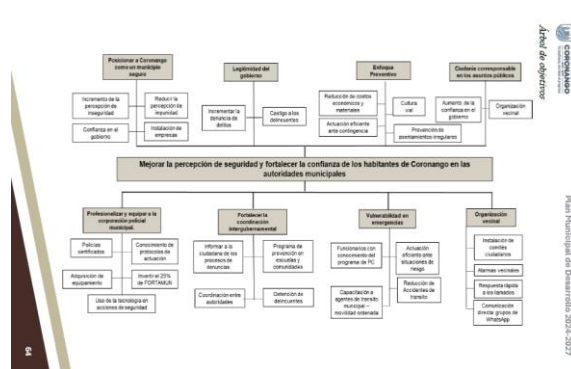 CORONANGO
Árbol de objetivos
Posicionar a Coronango
como un municipio
seguro
Incremento de la
percepción de
inseguridad
Reducir la
percepción de
impunidad
Confianza en el
gobierno
Instalación de
empresas
Legitimidad del
gobierno
Incrementar la
denuncia de
delitos
Castigo a los
delincuentes
Enfoque
Preventivo
Reducción de costos
económicos y
materiales
Cultura
vial
Actuación eficiente
ante contingencia
Prevención de
asentamientos irregulares
Ciudanía corresponsable
en los asuntos públicos
Aumento de la
confianza en el
gobierno
Organización
vecinal
Mejorar la percepción de seguridad y fortalecer la confianza de los habitantes de Coronango en las
autoridades municipales
Profesionalizar y equipar a la
corporación policial
municipal.
Policías
certificados
Conocimiento de
protocolos de
actuación
Adquisición de
equipamiento
Invertir el 25%
de FORTAMUN
Uso de la tecnología en
acciones de seguridad
Fortalecer la
coordinación
intergubernamental
Informar a la
ciudadanía de los
procesos de
denuncias
Programa de
prevención en
escuelas y
comunidades
Coordinación entre
autoridades
Detención de
delincuentes
Vulnerabilidad en
emergencias
Funcionarios con
conocimiento del
programa de PC
Actuación
eficiente ante
situaciones de
riesgo
Capacitación a
agentes de tránsito
municipal –
movilidad ordenada
Reducción de
Accidentes de
tránsito
Organización
vecinal
Instalación de
comités
ciudadanos
Alarmas vecinales
Respuesta rápida
a los llamados
Comunicación
directa/ grupos de
WhatsApp
Plan Municipal de Desarrollo 2024-2027
64